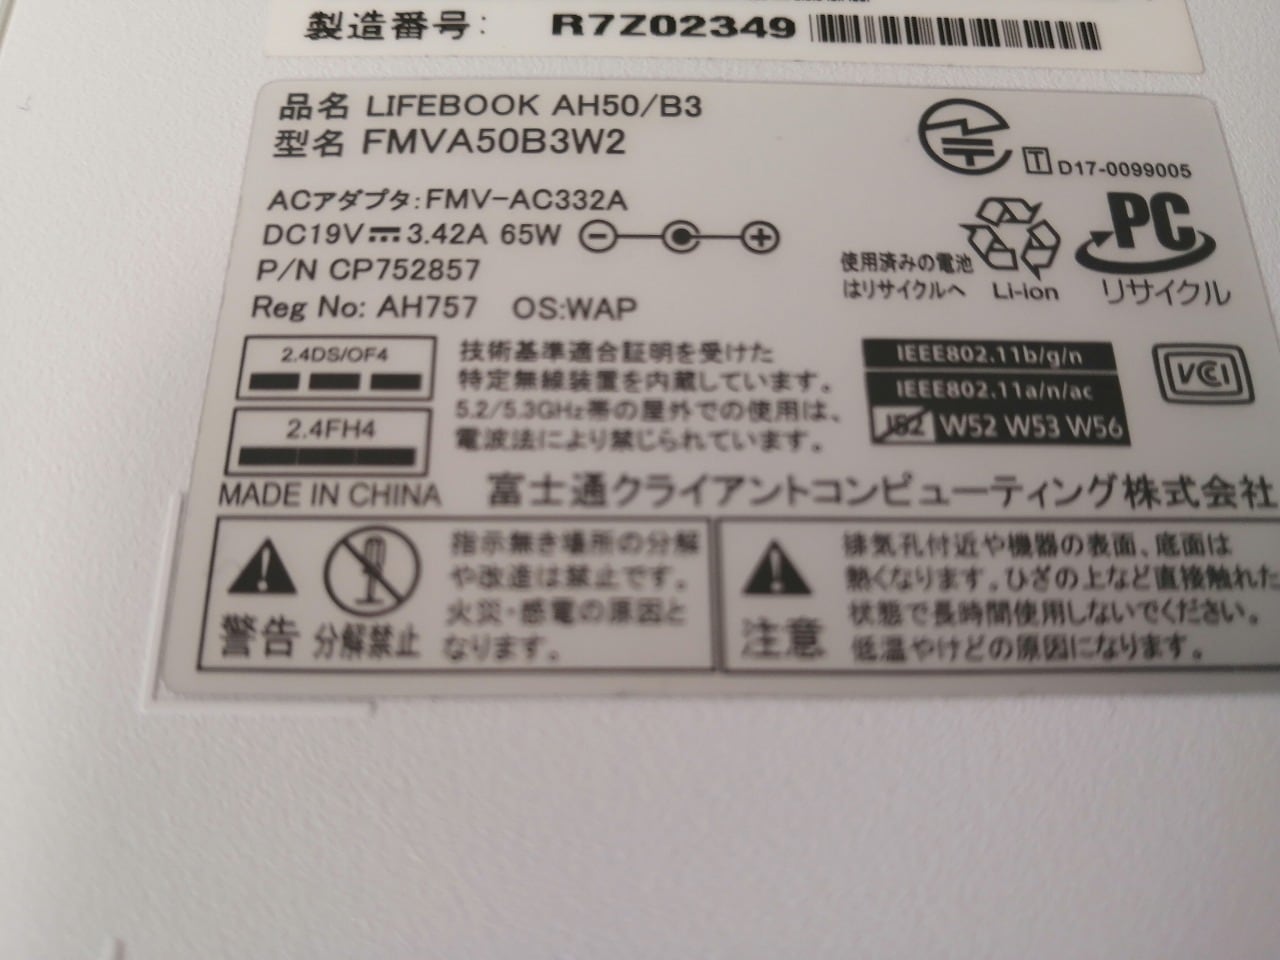 製造番号: R7Z02349
品名 LIFEBOOK AH50/B3
型名 FMVA50B3W2
D17-0099005
ACアダプタ:FMV-AC332A
DC19V 3.42A 65W
P/N CP752857
Reg No: AH757 OS:WAP
使用済みの電池
はリサイクルへ
Li-ion
PC
リサイクル
2.4DS/OF4
2.4FH4
技術基準適合証明を受けた
特定無線装置を内蔵しています。
5.2/5.3GHz帯の屋外での使用は、
電波法により禁じられています。
IEEE802.11b/g/n
IEEE802.11a/n/ac
J52 W52 W53 W56
VCI
MADE IN CHINA
富士通クライアントコンピューティング株式会社
警告
分解禁止
指示無き場所の分解
や改造は禁止です。
火災・感電の原因と
なります。
注意
排気孔付近や機器の表面、底面は
熱くなります。ひざの上など直接触れた
状態で長時間使用しないでください。
低温やけどの原因になります。